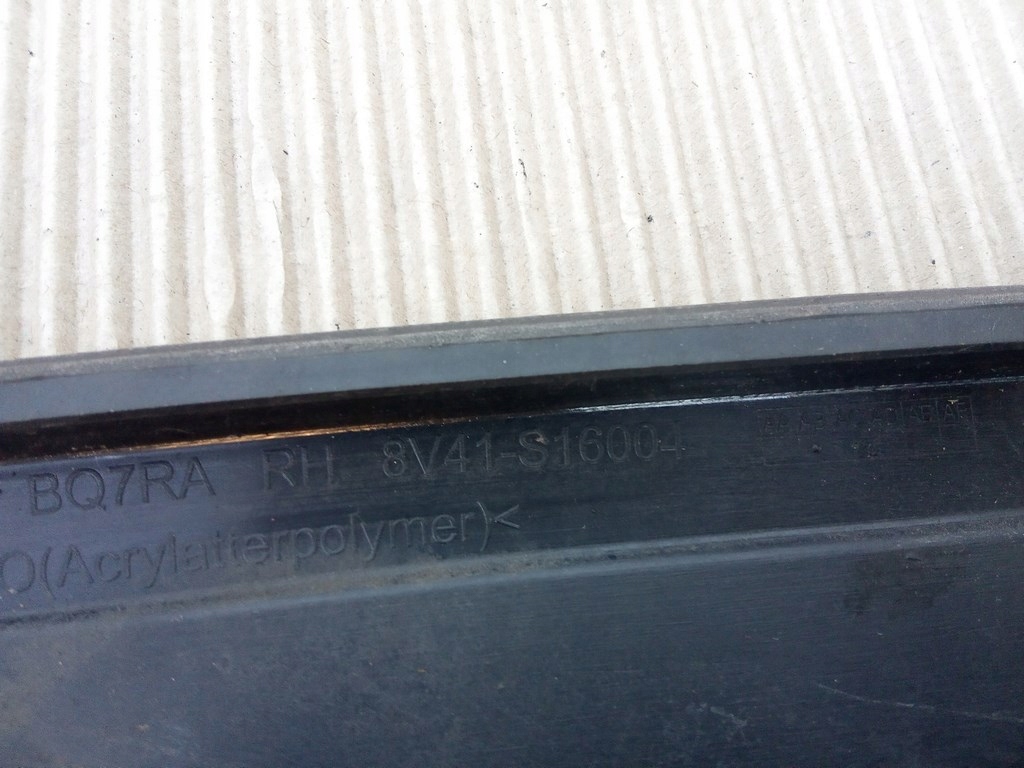 BQ7RA RH 8V41-S16004
O(Acrylatterpolymer)<